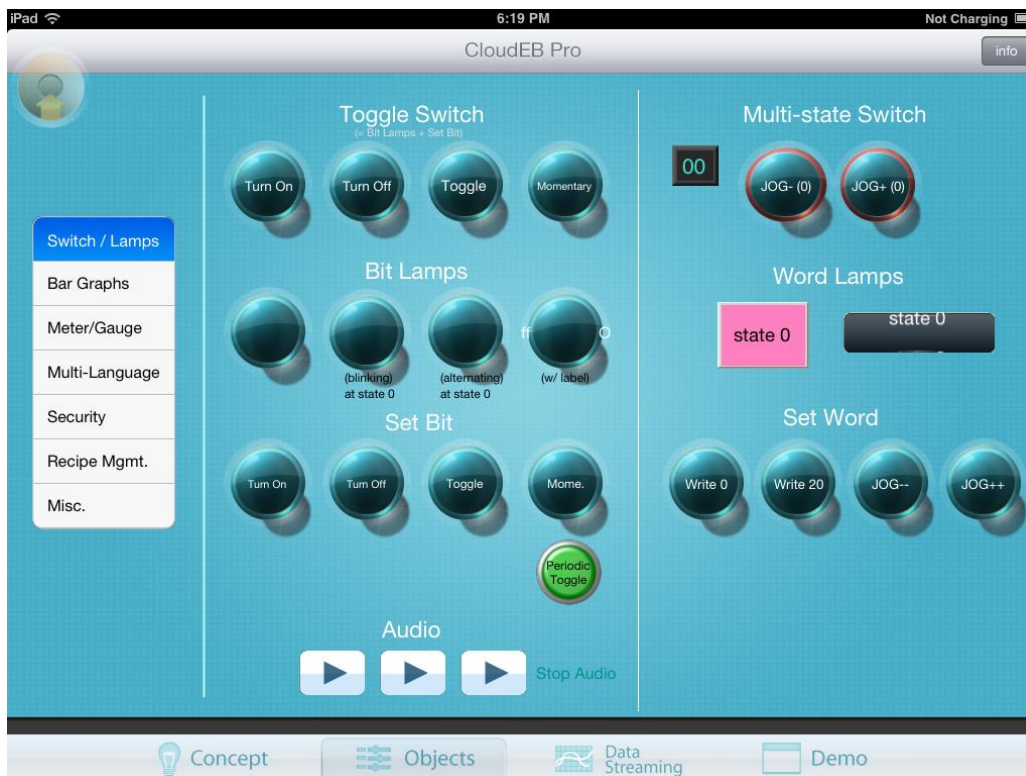 iPad 6:19 PM Not Charging
CloudEB Pro
info
Toggle Switch
(= Bit Lamps + Set Bit)
Turn On Turn Off Toggle Momentary
Bit Lamps
ff O
(blinking) (alternating) (w/ label)
at state 0 at state 0
Set Bit
Turn On Turn Off Toggle Mome.
Periodic
Toggle
Audio
Stop Audio
Multi-state Switch
00 JOG- (0) JOG+ (0)
Word Lamps
state 0 state 0
Set Word
Write 0 Write 20 JOG-- JOG++
Switch / Lamps
Bar Graphs
Meter/Gauge
Multi-Language
Security
Recipe Mgmt.
Misc.
Concept Objects Data Streaming Demo